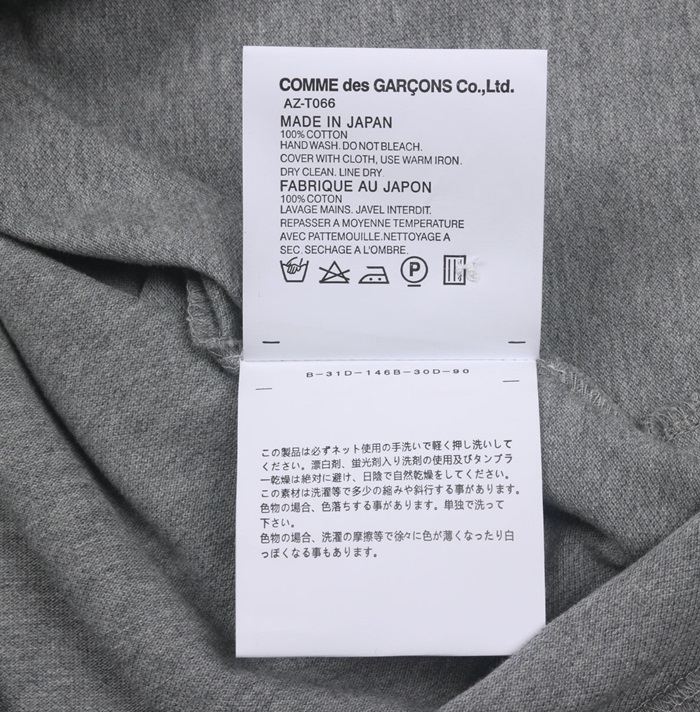 COMME des GARÇONS Co.,Ltd.
AZ-T066
MADE IN JAPAN
100% COTTON
HAND WASH. DO NOT BLEACH.
COVER WITH CLOTH, USE WARM IRON.
DRY CLEAN. LINE DRY.
FABRIQUE AU JAPON
100% COTON
LAVAGE MAINS. JAVEL INTERDIT.
REPASSER A MOYENNE TEMPERATURE
AVEC PATTEMOUILLE.NETTOYAGE A
SEC. SECHAGE A L'OMBRE.
P
B-31D-146B-30D-90
この製品は必ずネット使用の手洗いで軽く押し洗いして
ください。漂白剤、蛍光剤入り洗剤の使用及びタンブラ
ー乾燥は絶対に避け、日陰で自然乾燥をしてください。
この素材は洗濯等で多少の縮みや斜行する事があります。
色物の場合、色落ちする事があります。単独で洗って
下さい。
色物の場合、洗濯の摩擦等で徐々に色が薄くなったり白
っぽくなる事もあります。